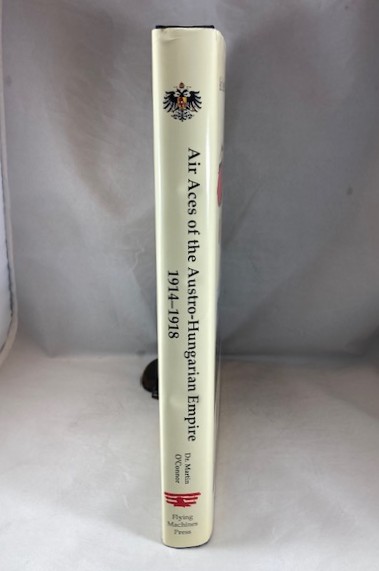 Air Aces of the Austro-Hungarian Empire
1914–1918
Dr. Martin
O'Connor
Flying
Machines
Press